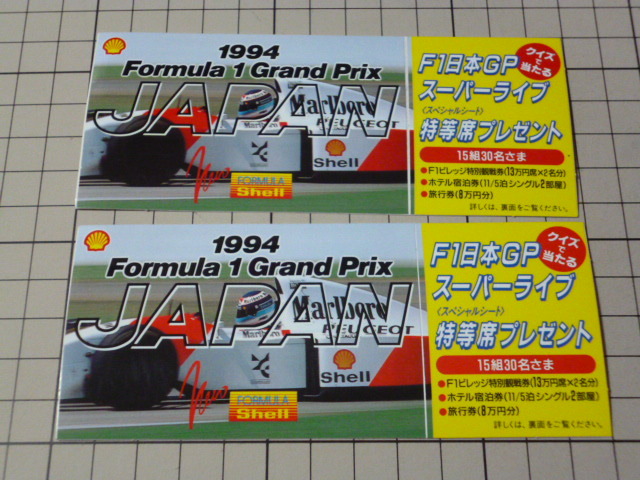 1994
Formula 1 Grand Prix
JAPAN
Marlboro
PEUGEOT
Shell
FORMULA
Shell
クイズで当たる
F1日本GP
スーパーライブ
〈スペシャルシート〉
特等席プレゼント
15組30名さま
●F1ビレッジ特別観戦券(13万円席×2名分)
●ホテル宿泊券(11/5泊シングル2部屋)
●旅行券(8万円分)
詳しくは、裏面をご覧ください。
1994
Formula 1 Grand Prix
JAPAN
Marlboro
PEUGEOT
Shell
FORMULA
Shell
クイズで当たる
F1日本GP
スーパーライブ
〈スペシャルシート〉
特等席プレゼント
15組30名さま
●F1ビレッジ特別観戦券(13万円席×2名分)
●ホテル宿泊券(11/5泊シングル2部屋)
●旅行券(8万円分)
詳しくは、裏面をご覧ください。